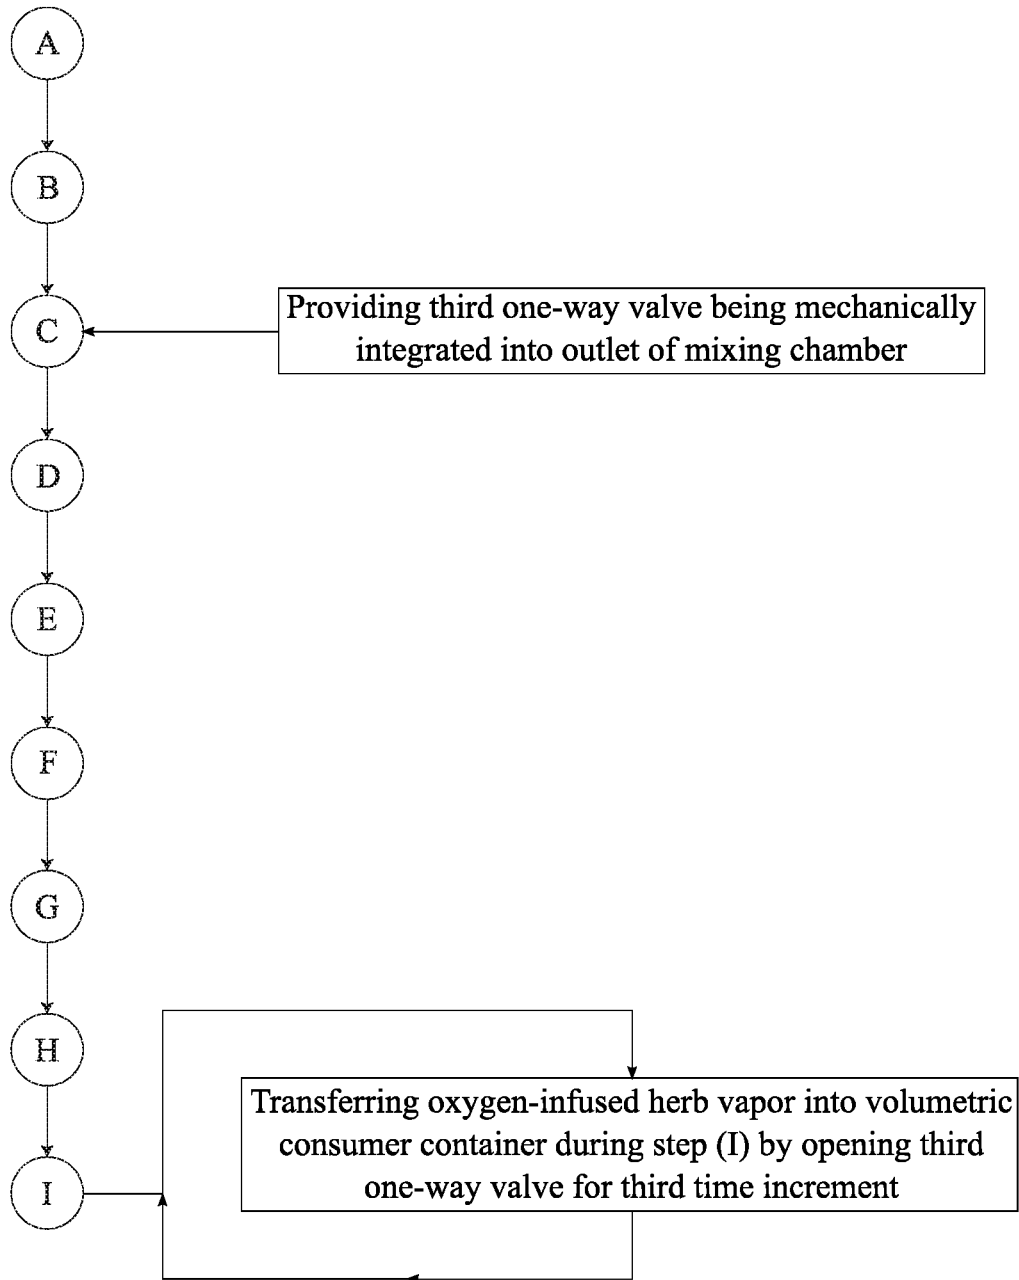 A
B
C
Providing third one-way valve being mechanically
integrated into outlet of mixing chamber
D
E
F
G
H
Transferring oxygen-infused herb vapor into volumetric
consumer container during step (I) by opening third
one-way valve for third time increment
I